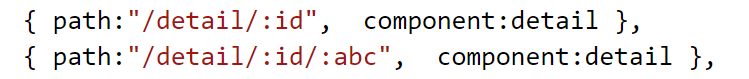 { path:"/detail/:id",  component:detail },
{ path:"/detail/:id/:abc",  component:detail },